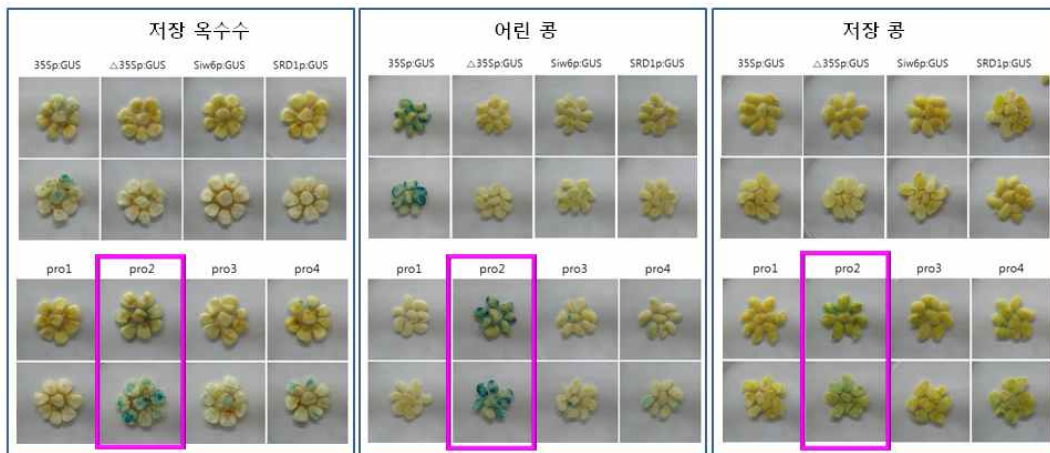 저장 옥수수
35Sp:GUS △35Sp:GUS Siw6p:GUS SRD1p:GUS
pro1 pro2 pro3 pro4
어린 콩
35Sp:GUS △35Sp:GUS Siw6p:GUS SRD1p:GUS
pro1 pro2 pro3 pro4
저장 콩
35Sp:GUS △35Sp:GUS Siw6p:GUS SRD1p:GUS
pro1 pro2 pro3 pro4